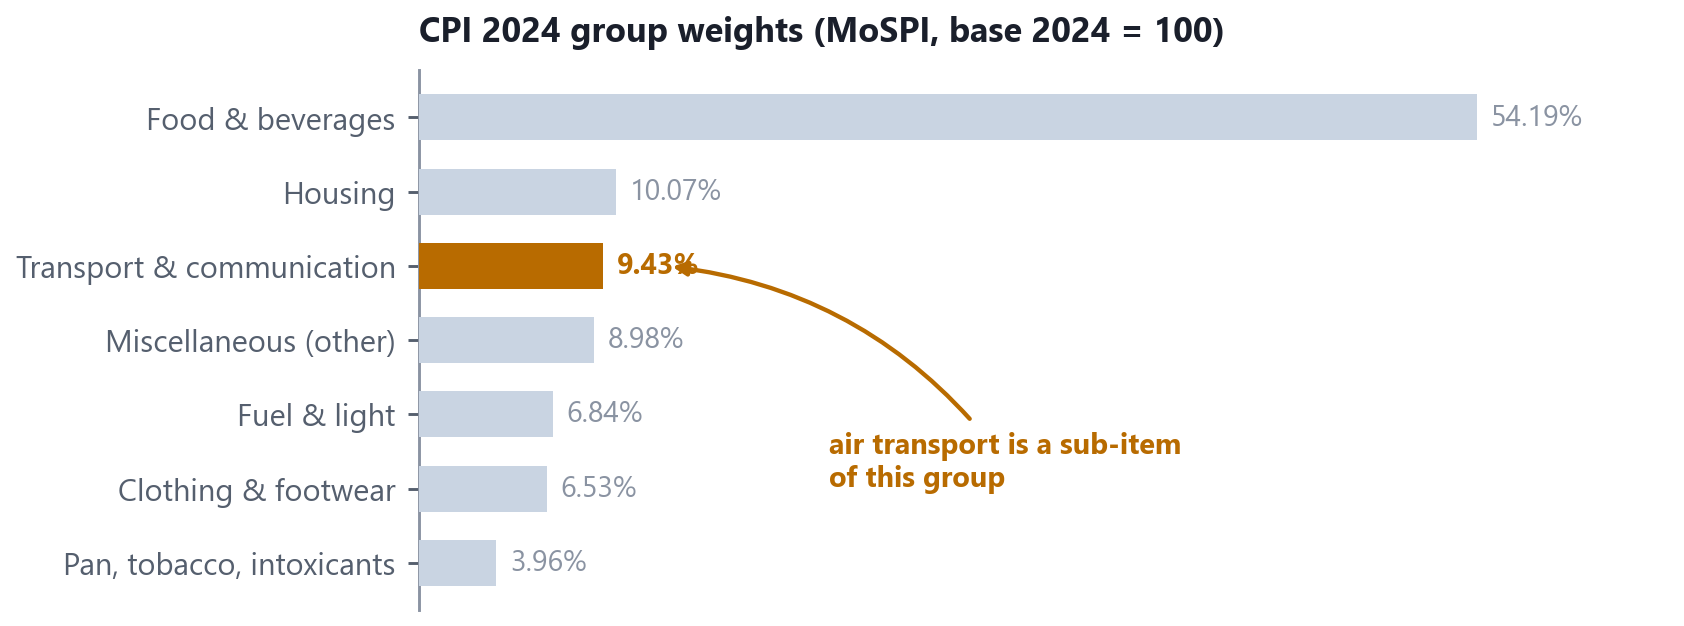 CPI 2024 group weights (MoSPI, base 2024 = 100)
Food & beverages 54.19%
Housing 10.07%
Transport & communication 9.43%
Miscellaneous (other) 8.98%
Fuel & light 6.84%
Clothing & footwear 6.53%
Pan, tobacco, intoxicants 3.96%
air transport is a sub-item
of this group